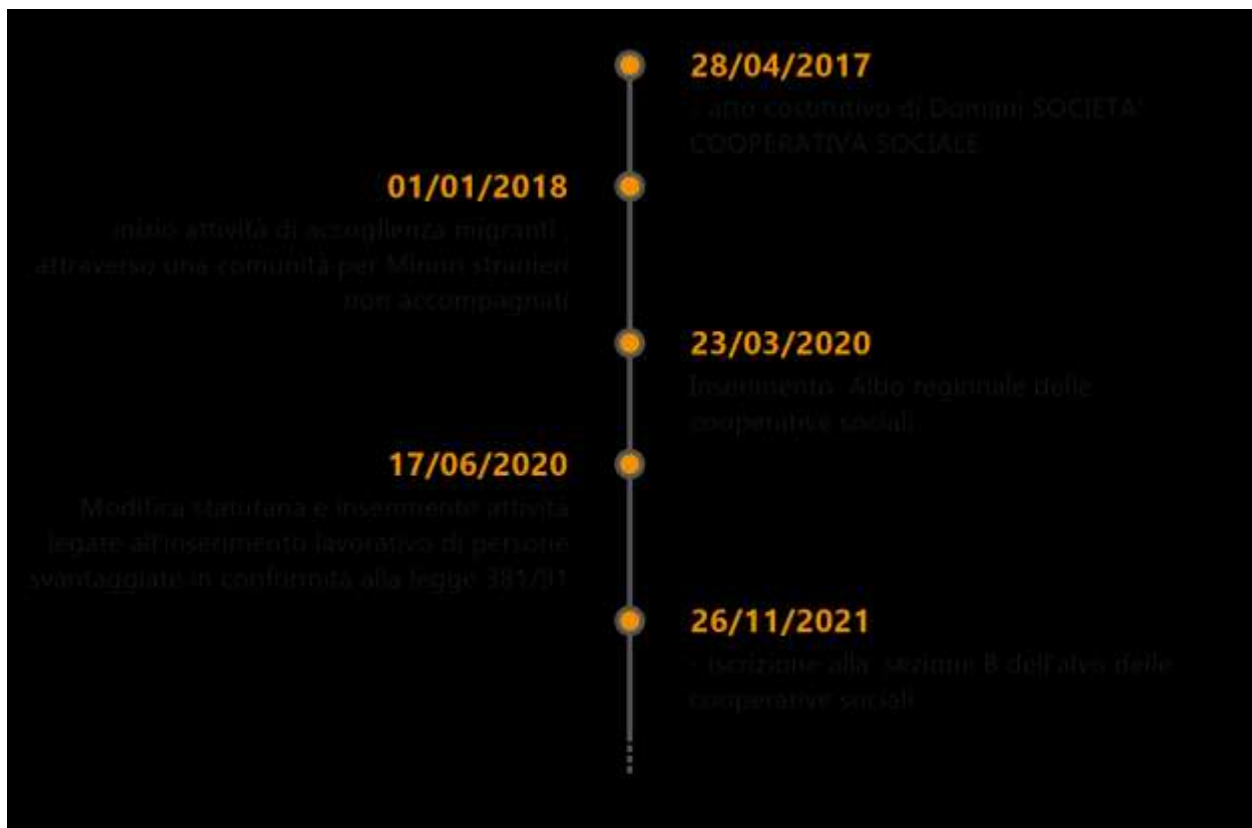 28/04/2017
- atto costitutivo di Domani SOCIETA'
COOPERATIVA SOCIALE
01/01/2018
inizio attività di accoglienza migranti ,
attraverso una comunità per Minori stranieri
non accompagnati
23/03/2020
Inserimento Albo regionale delle
cooperative sociali
17/06/2020
Modifica statutaria e inserimento attività
legate all'inserimento lavorativo di persone
svantaggiate in confirmità alla legge 381/91
26/11/2021
- iscrizione alla sezione B dell'alvo delle
cooperative sociali